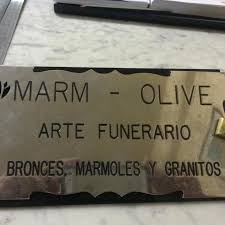 MARM - OLIVE
ARTE FUNERARIO
BRONCES, MARMOLES Y GRANITOS